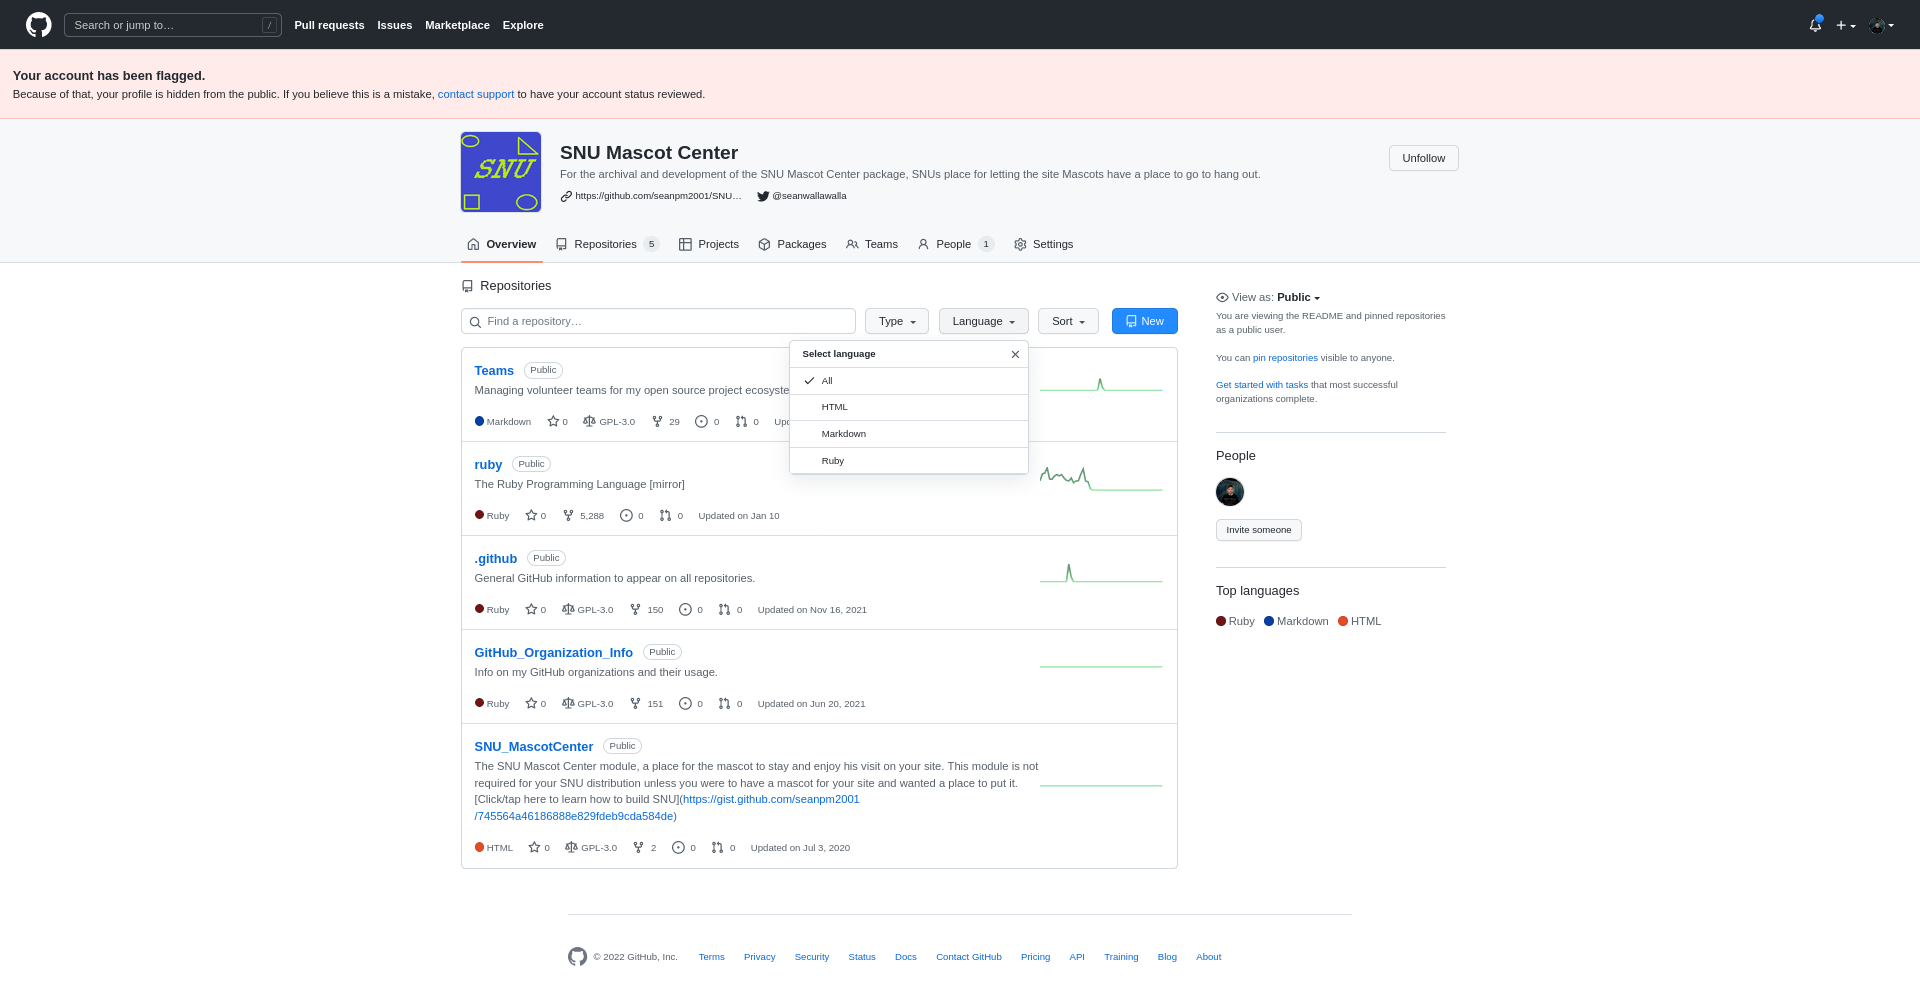 Search or jump to…
/
Pull requests
Issues
Marketplace
Explore
Your account has been flagged.
Because of that, your profile is hidden from the public. If you believe this is a mistake, contact support to have your account status reviewed.
SNU
SNU Mascot Center
For the archival and development of the SNU Mascot Center package, SNUs place for letting the site Mascots have a place to go to hang out.
https://github.com/seanpm2001/SNU… @seanwallawalla
Unfollow
Overview
Repositories 5
Projects
Packages
Teams
People 1
Settings
Repositories
Find a repository…
Type
Language
Sort
New
Select language
All
HTML
Markdown
Ruby
Teams Public
Managing volunteer teams for my open source project ecosyste
Markdown 0 GPL-3.0 29 0 0
ruby Public
The Ruby Programming Language [mirror]
Ruby 0 5,288 0 0 Updated on Jan 10
.github Public
General GitHub information to appear on all repositories.
Ruby 0 GPL-3.0 150 0 0 Updated on Nov 16, 2021
GitHub_Organization_Info Public
Info on my GitHub organizations and their usage.
Ruby 0 GPL-3.0 151 0 0 Updated on Jun 20, 2021
SNU_MascotCenter Public
The SNU Mascot Center module, a place for the mascot to stay and enjoy his visit on your site. This module is not
required for your SNU distribution unless you were to have a mascot for your site and wanted a place to put it.
[Click/tap here to learn how to build SNU](https://gist.github.com/seanpm2001
/745564a46186888e829fdeb9cda584de)
HTML 0 GPL-3.0 2 0 0 Updated on Jul 3, 2020
View as: Public
You are viewing the README and pinned repositories
as a public user.
You can pin repositories visible to anyone.
Get started with tasks that most successful
organizations complete.
People
Invite someone
Top languages
Ruby Markdown HTML
© 2022 GitHub, Inc.
Terms
Privacy
Security
Status
Docs
Contact GitHub
Pricing
API
Training
Blog
About